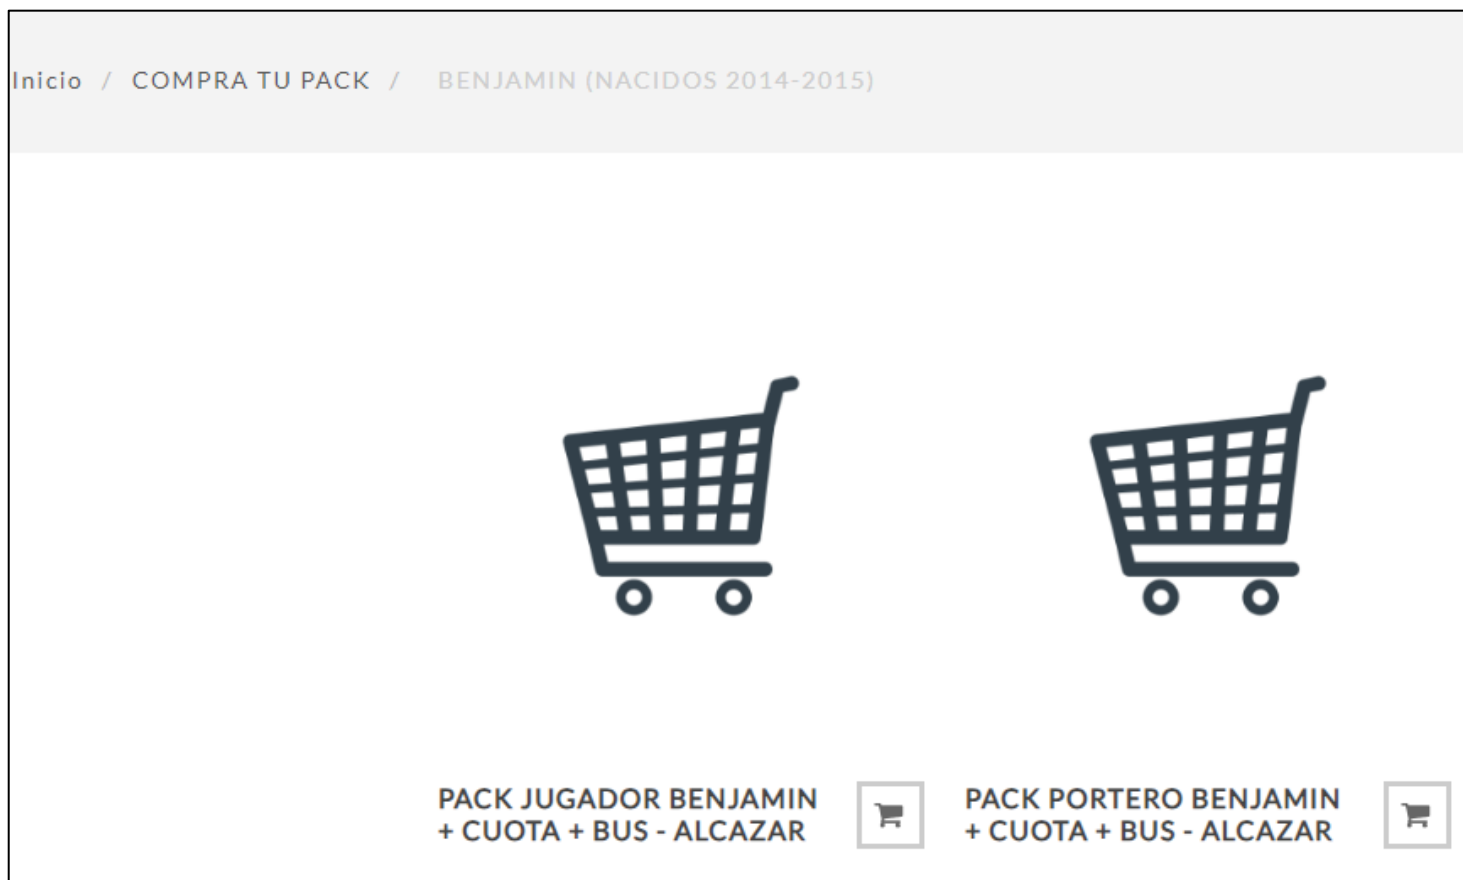 Inicio / COMPRA TU PACK / BENJAMIN (NACIDOS 2014-2015)
PACK JUGADOR BENJAMIN
+ CUOTA + BUS - ALCAZAR
PACK PORTERO BENJAMIN
+ CUOTA + BUS - ALCAZAR